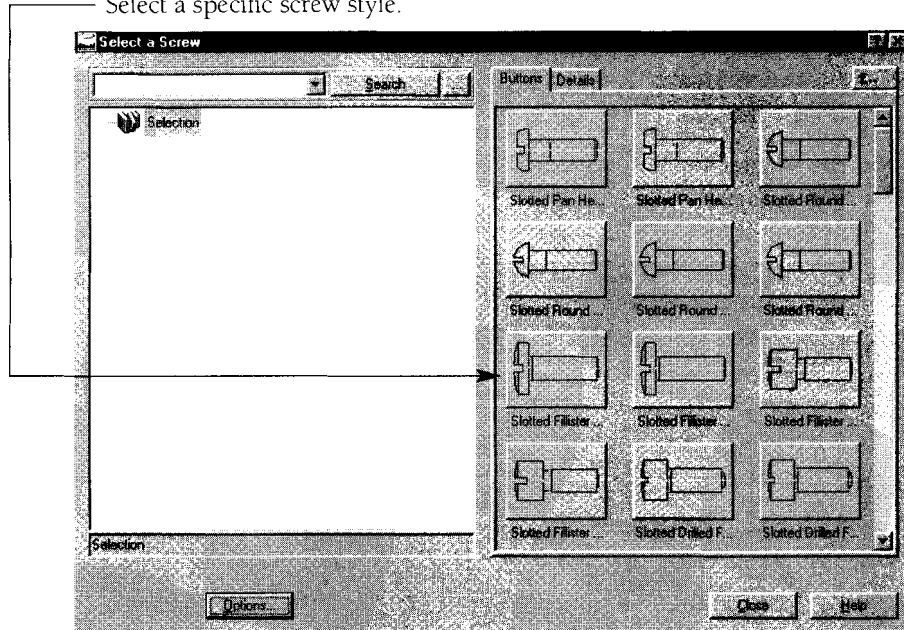 Select a specific screw style.
Select a Screw
Search ...
Selection
Selection
Options...
Buttons Details
Slotted Pan He... Slotted Pan He... Slotted Round ...
Slotted Round ... Slotted Round ... Slotted Round ...
Slotted Fillister ... Slotted Fillister ... Slotted Fillister ...
Slotted Fillister ... Slotted Drilled F... Slotted Drilled F...
Close Help